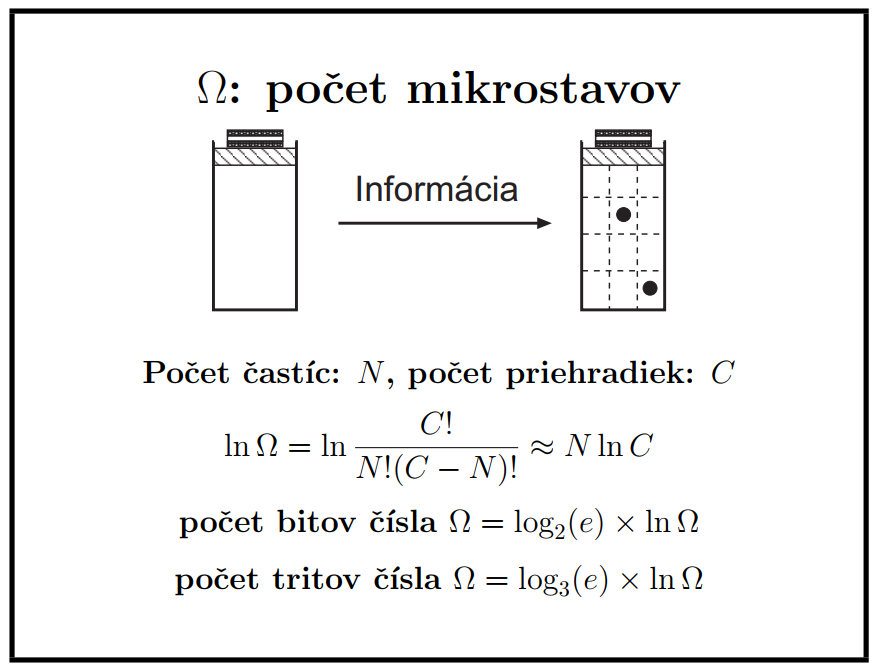 Ω: počet mikrostavov
Informácia
Počet častíc: N, počet priehradiek: C
ln Ω = ln C! / N!(C − N)! ≈ N ln C
počet bitov čísla Ω = log₂(e) × ln Ω
počet tritov čísla Ω = log₃(e) × ln Ω